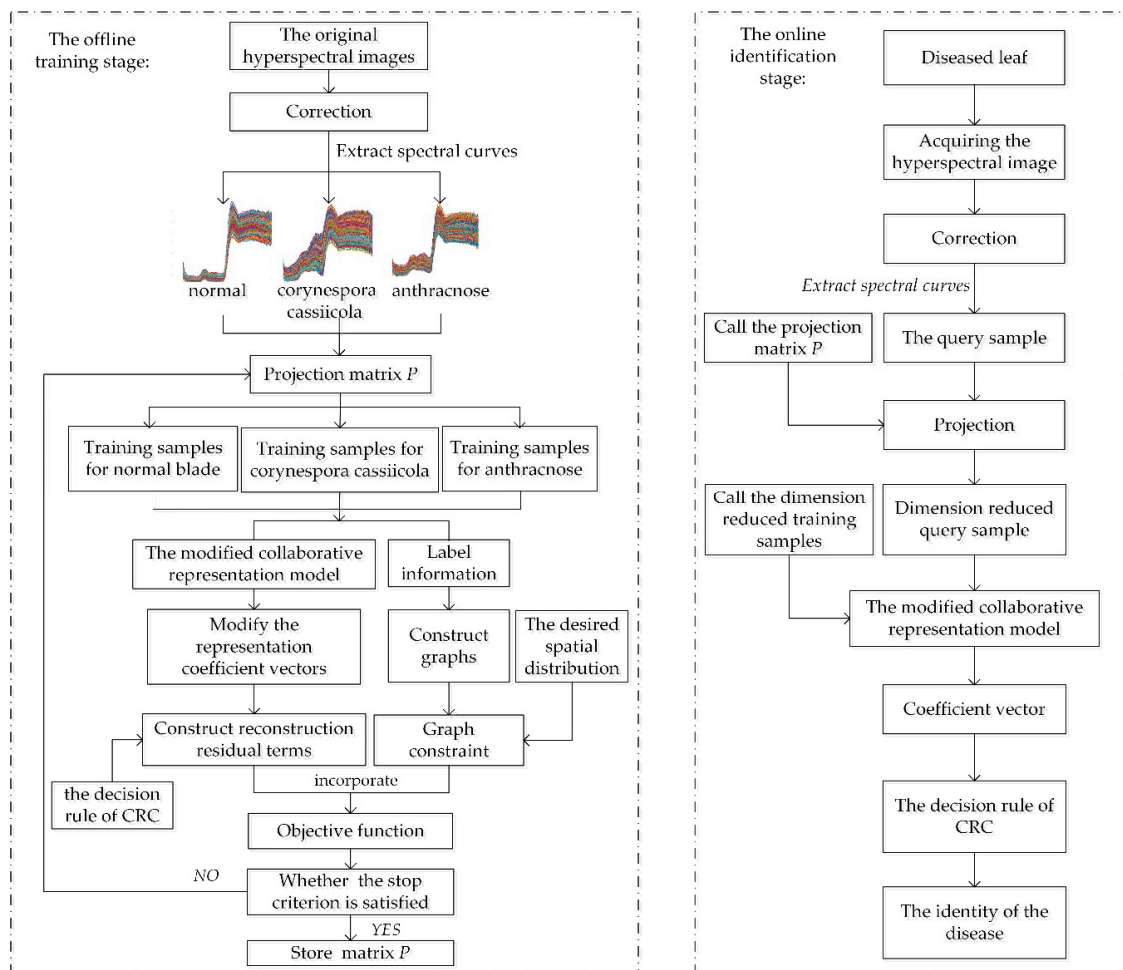 The offline
training stage:
The original
hyperspectral images
Correction
Extract spectral curves
normal
corynespora
cassiicola
anthracnose
Projection matrix P
Training samples
for normal blade
Training samples for
corynespora cassiicola
Training samples
for anthracnose
The modified collaborative
representation model
Label
information
Modify the
representation
coefficient vectors
Construct
graphs
The desired
spatial
distribution
Construct reconstruction
residual terms
Graph
constraint
the decision
rule of CRC
incorporate
Objective function
NO
Whether the stop
criterion is satisfied
YES
Store matrix P
The online
identification
stage:
Diseased leaf
Acquiring the
hyperspectral image
Correction
Extract spectral curves
Call the projection
matrix P
The query sample
Projection
Call the dimension
reduced training
samples
Dimension reduced
query sample
The modified collaborative
representation model
Coefficient vector
The decision rule of
CRC
The identity of the
disease